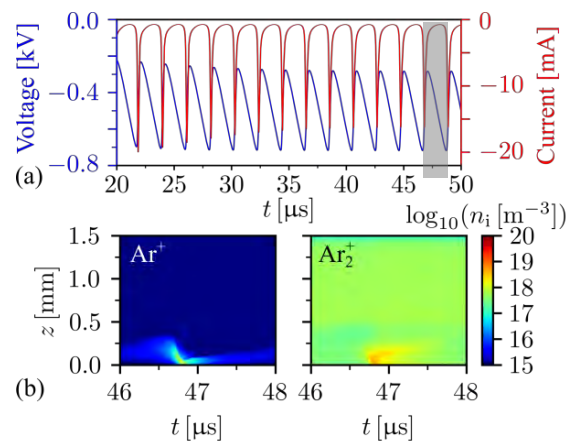 0.0
−0.4
−0.8
Voltage [kV]
0
−10
−20
Current [mA]
20 25 30 35 40 45 50
(a)
t [μs]
log₁₀(nᵢ [m⁻³])
1.5
1.0
0.5
0.0
z [mm]
Ar⁺
Ar₂⁺
20
19
18
17
16
15
46 47 48
46 47 48
(b)
t [μs]
t [μs]